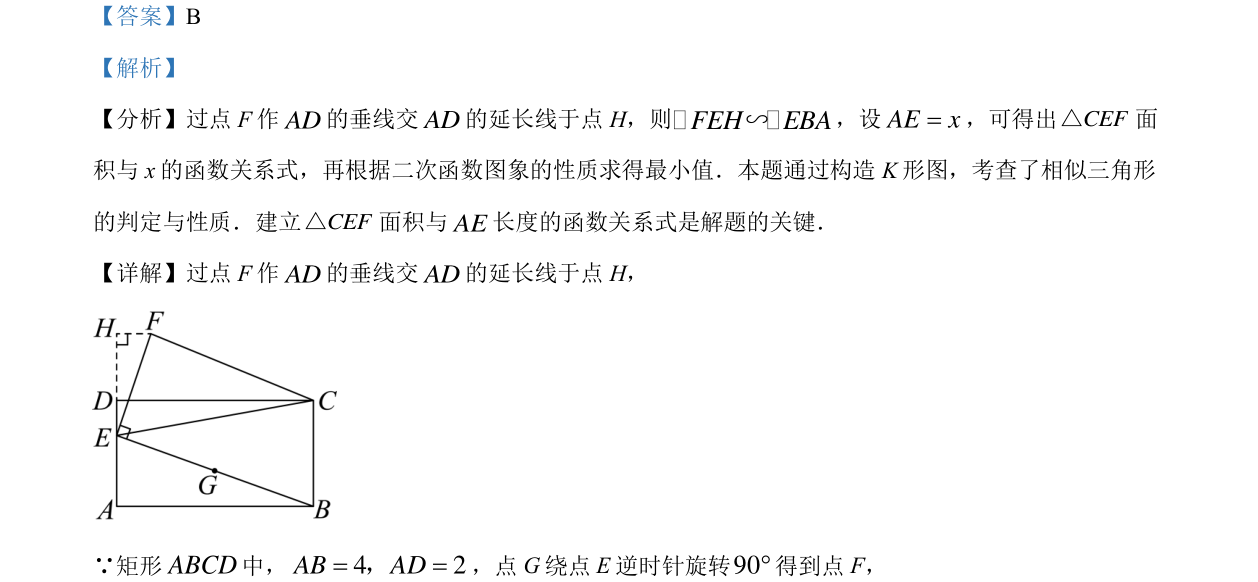 【答案】B
【解析】
【分析】过点 F 作 AD 的垂线交 AD 的延长线于点 H，则□FEH∽□EBA，设 AE = x，可得出△CEF 面
积与 x 的函数关系式，再根据二次函数图象的性质求得最小值．本题通过构造 K 形图，考查了相似三角形
的判定与性质．建立△CEF 面积与 AE 长度的函数关系式是解题的关键．
【详解】过点 F 作 AD 的垂线交 AD 的延长线于点 H，
H F
D C
E
G
A B
∵矩形 ABCD 中， AB = 4，AD = 2，点 G 绕点 E 逆时针旋转90°得到点 F，